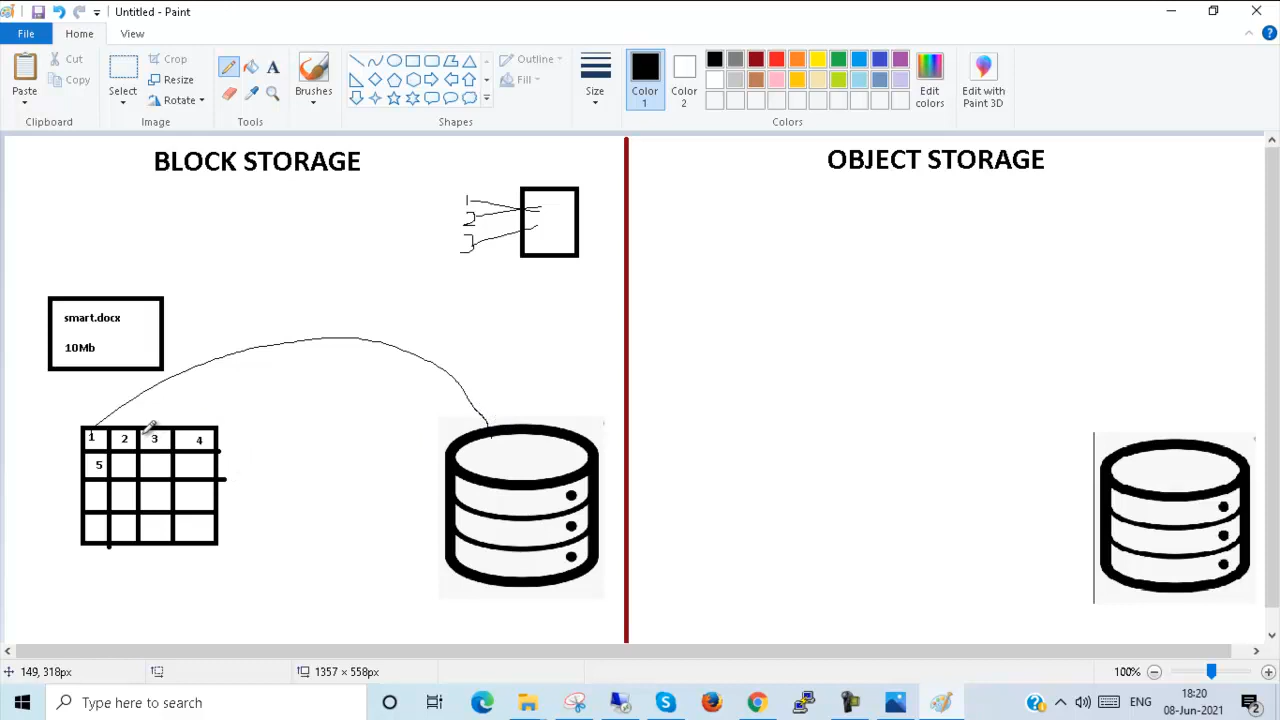 Untitled - Paint
File
Home
View
Paste
Cut
Copy
Clipboard
Select
Crop
Resize
Rotate
Image
A
Tools
Brushes
Outline
Fill
Shapes
Size
Color
1
Color
2
Edit
colors
Colors
Edit with
Paint 3D
BLOCK STORAGE
OBJECT STORAGE
1
2
3
smart.docx
10Mb
1 2 3 4
5
149, 318px
1357 × 558px
100%
Type here to search
ENG
18:20
08-Jun-2021
2